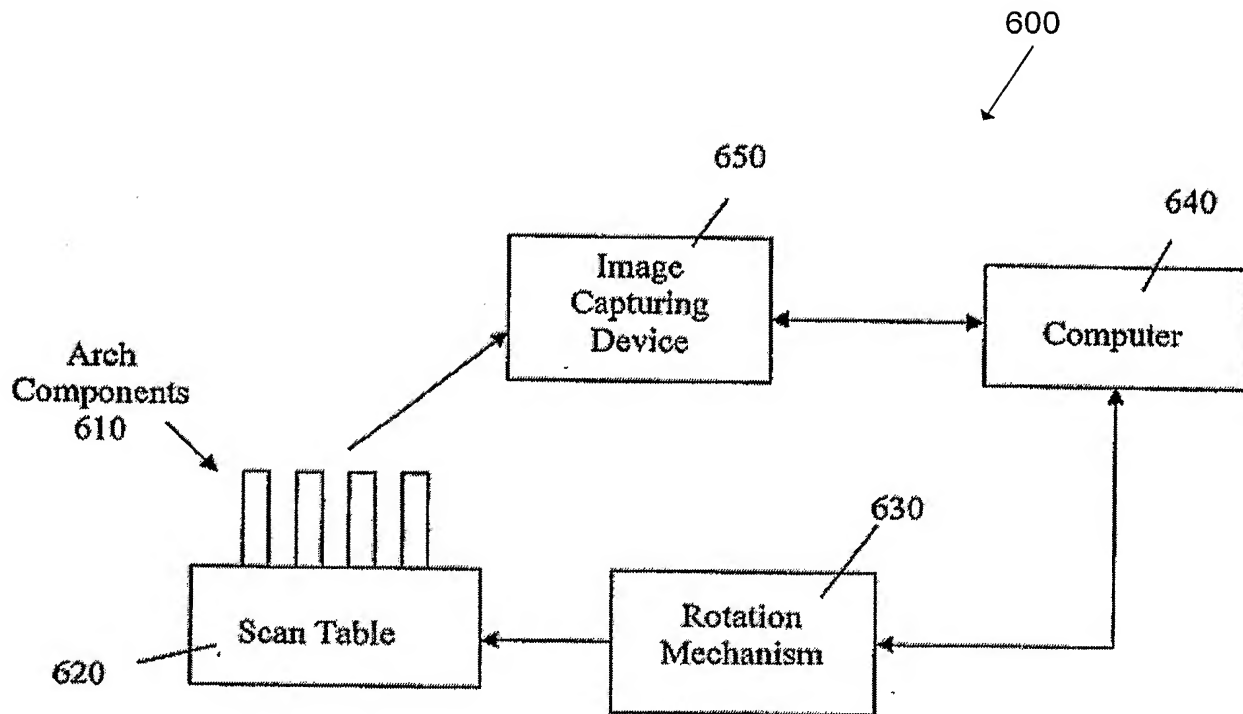 600
650
640
Image
Capturing
Device
Computer
Arch
Components
610
630
Scan Table
Rotation
Mechanism
620